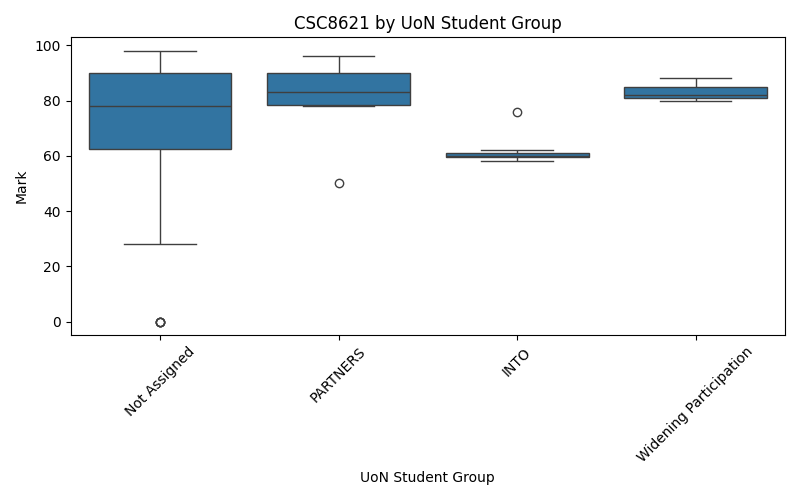 CSC8621 by UoN Student Group
Mark
100
80
60
40
20
0
Not Assigned
PARTNERS
INTO
Widening Participation
UoN Student Group